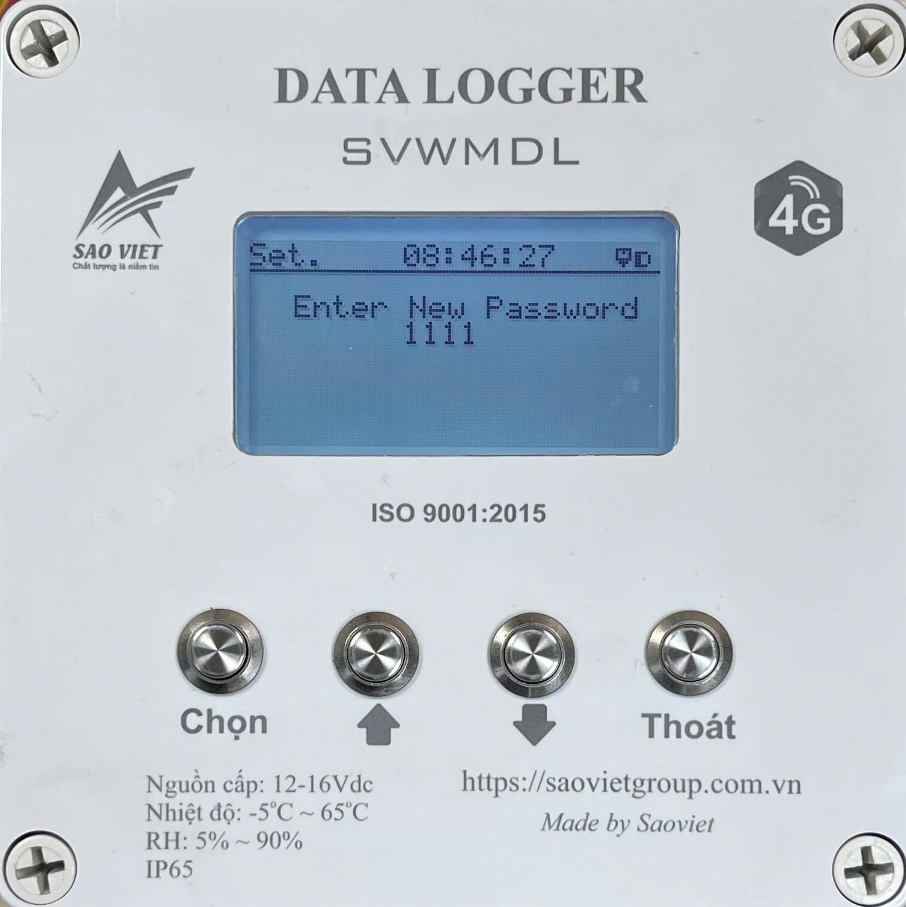 DATA LOGGER
SVWMDL
SAO VIET
Chất lượng là niềm tin
4G
Set. 08:46:27 D
Enter New Password
1111
ISO 9001:2015
Chọn
Thoát
Nguồn cấp: 12-16Vdc
Nhiệt độ: -5°C ~ 65°C
RH: 5% ~ 90%
IP65
https://saovietgroup.com.vn
Made by Saoviet